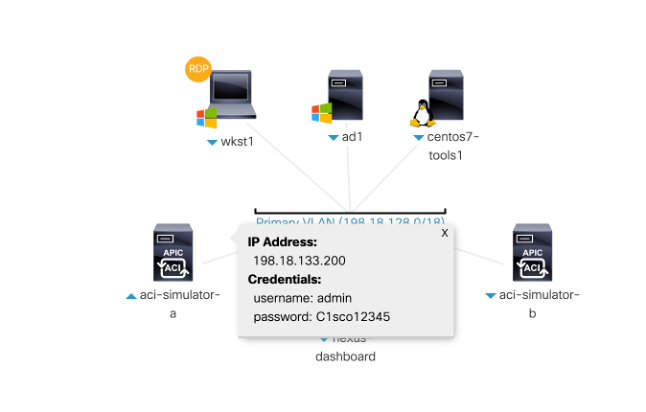 RDP
wkst1
ad1
centos7-
tools1
Primary VLAN (198.18.128.0/18)
APIC
ACI
aci-simulator-
a
X
IP Address:
198.18.133.200
Credentials:
username: admin
password: C1sco12345
APIC
ACI
aci-simulator-
b
nexus-
dashboard